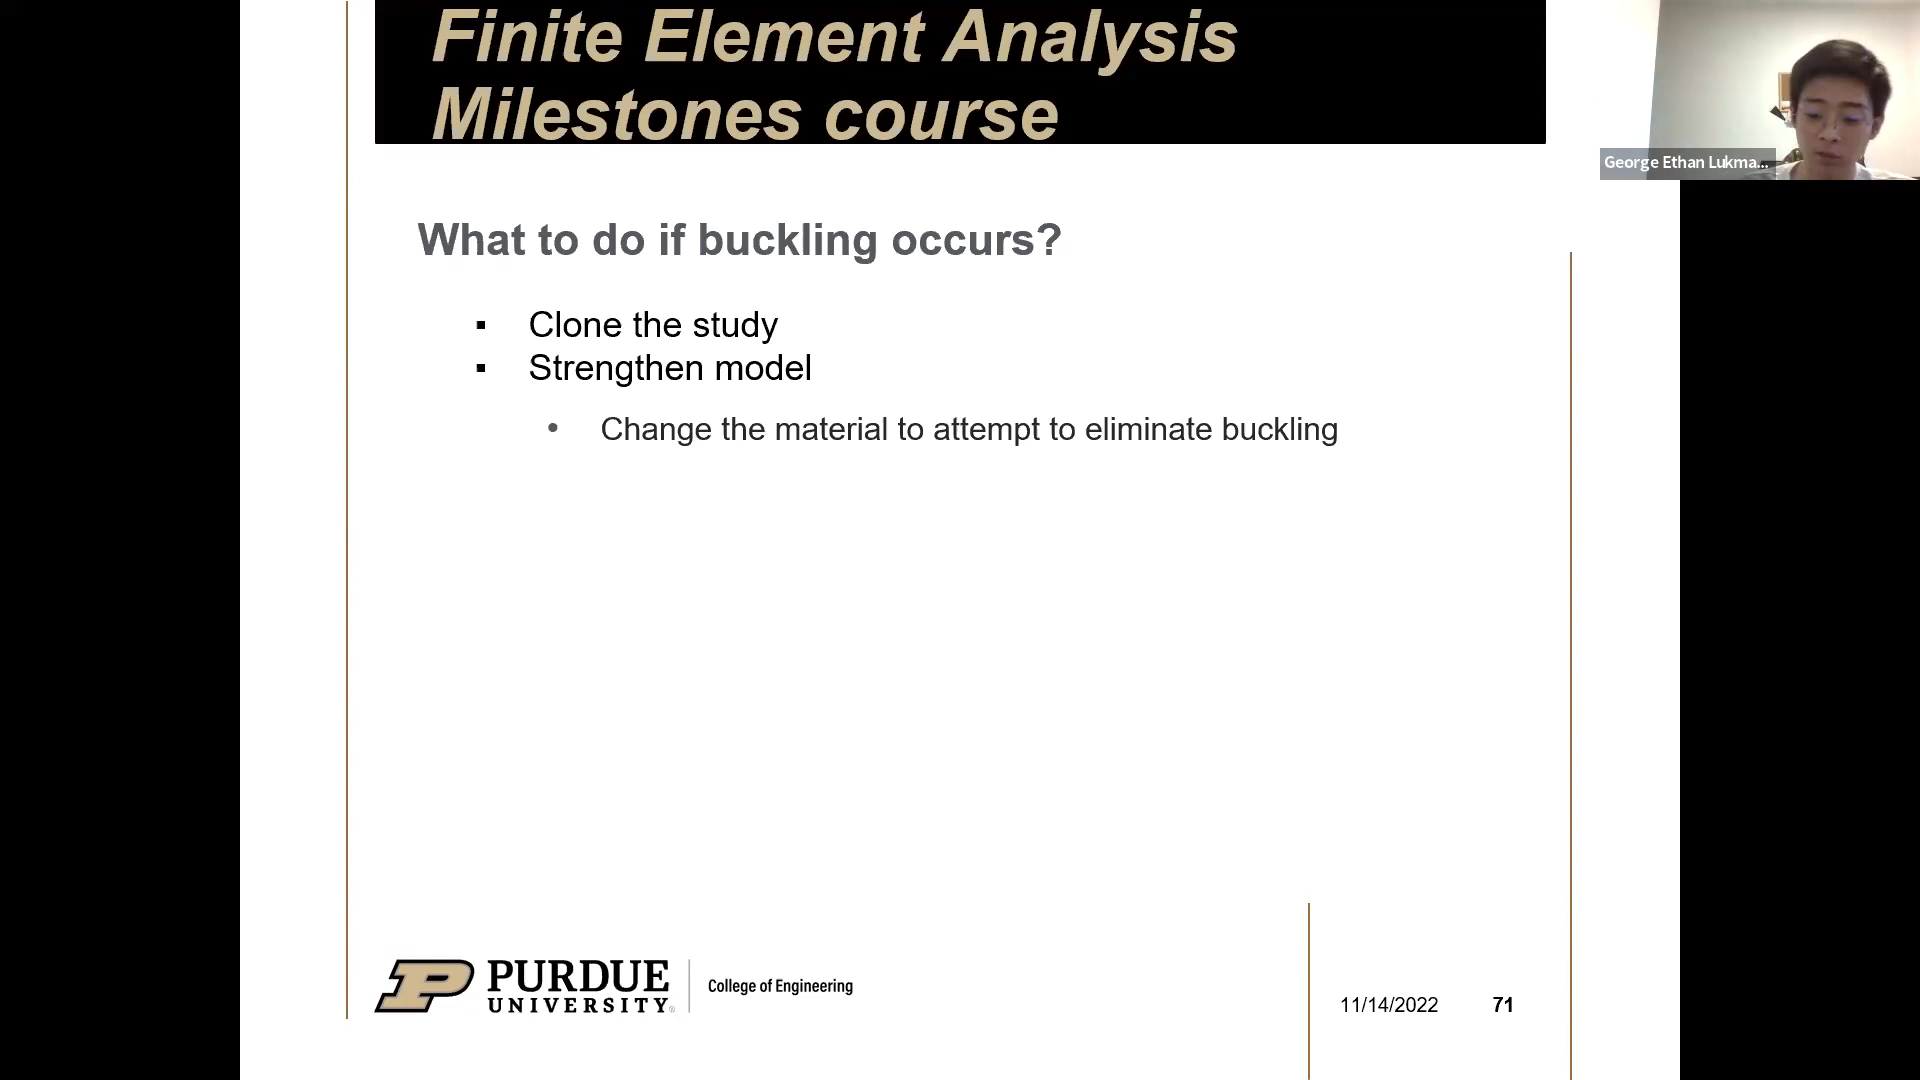 Finite Element Analysis
Milestones course
George Ethan Lukma...
What to do if buckling occurs?
▪ Clone the study
▪ Strengthen model
• Change the material to attempt to eliminate buckling
PURDUE
UNIVERSITY®
College of Engineering
11/14/2022 71